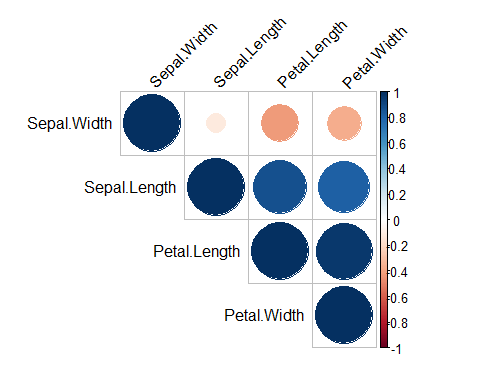 Sepal.Width
Sepal.Length
Petal.Length
Petal.Width
Sepal.Width
Sepal.Length
Petal.Length
Petal.Width
1
0.8
0.6
0.4
0.2
0
-0.2
-0.4
-0.6
-0.8
-1